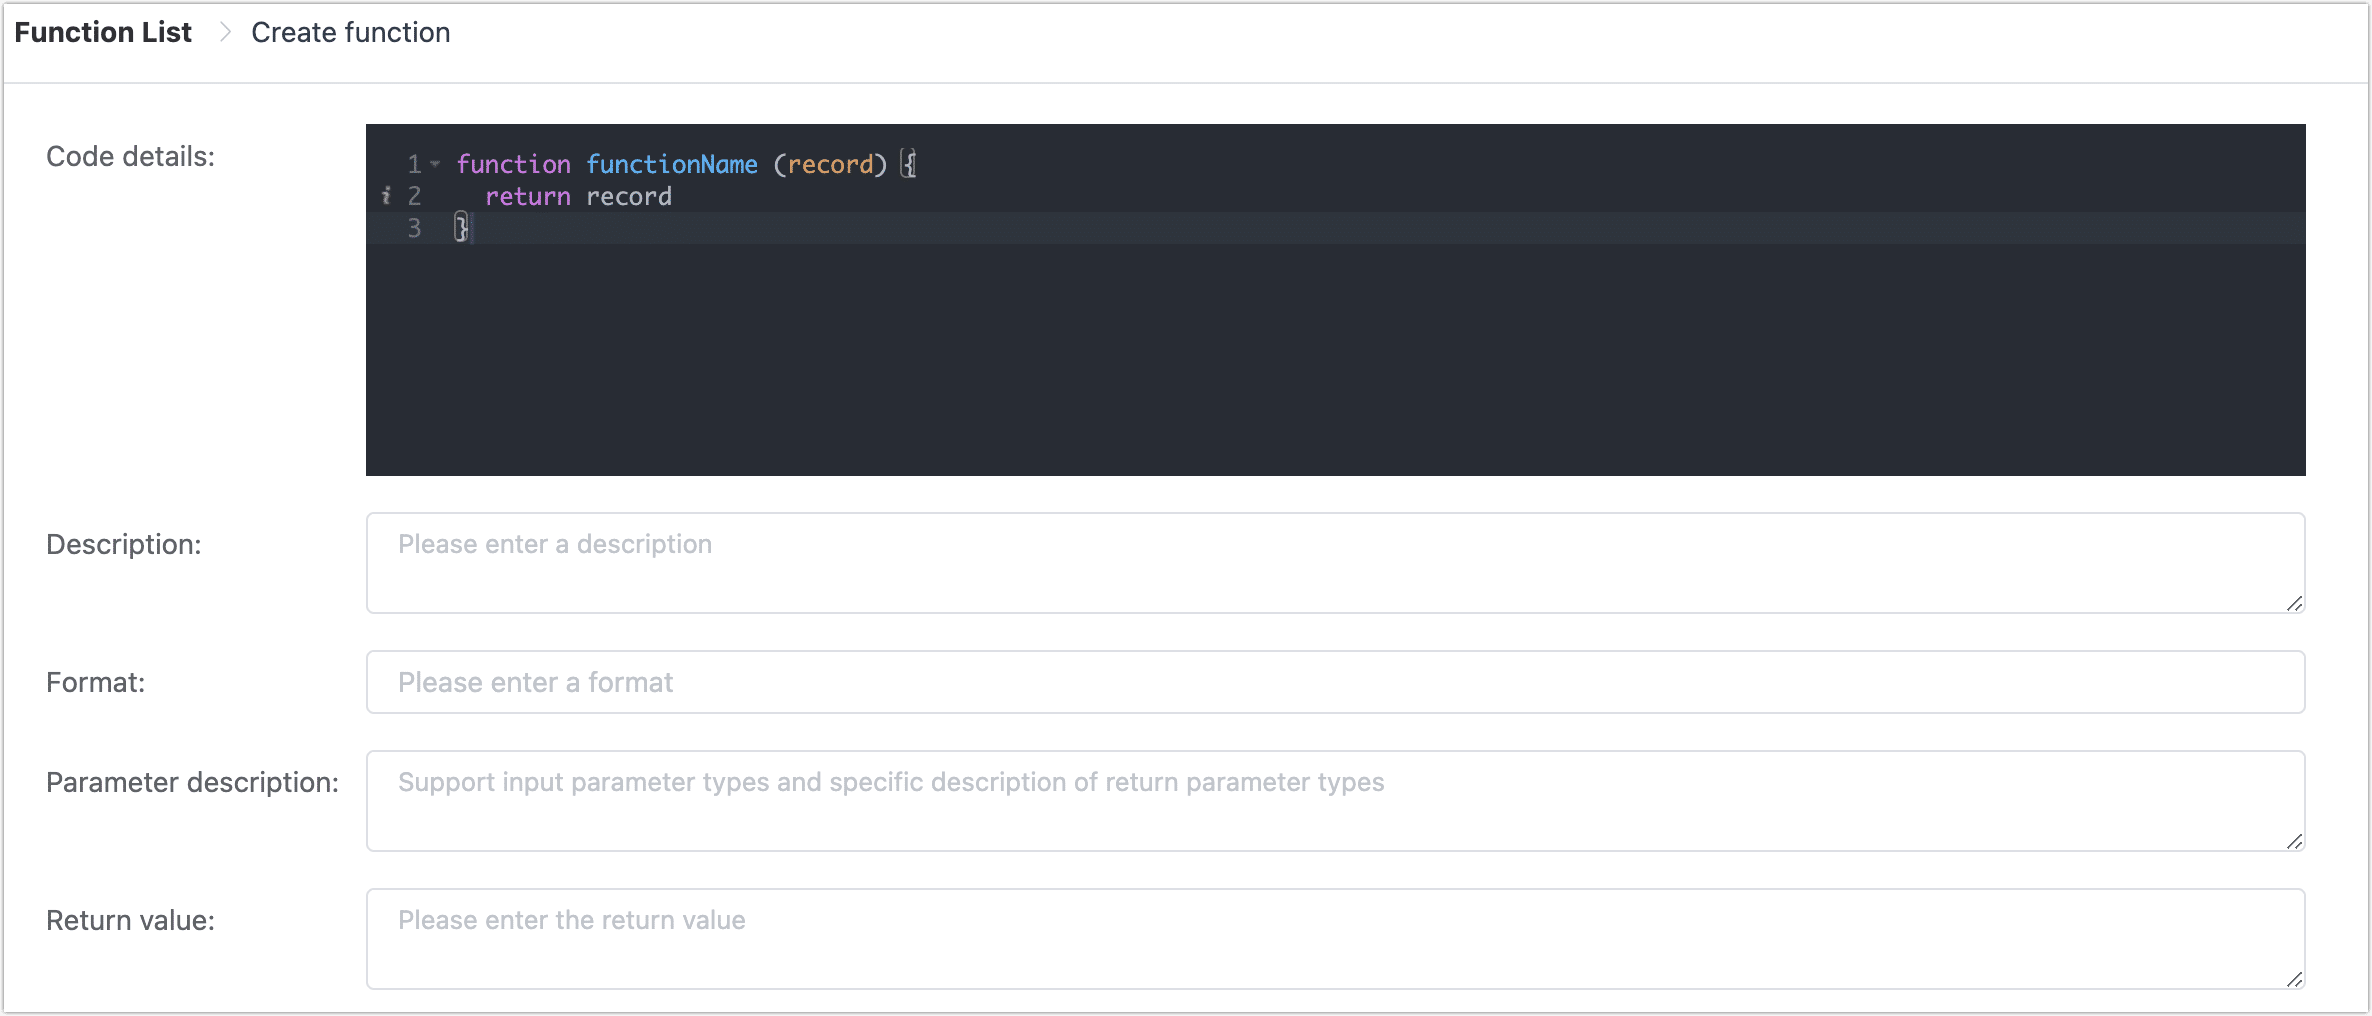 Function List > Create function
Code details:
1 function functionName (record) {
i 2 return record
3 }
Description:
Please enter a description
Format:
Please enter a format
Parameter description:
Support input parameter types and specific description of return parameter types
Return value:
Please enter the return value